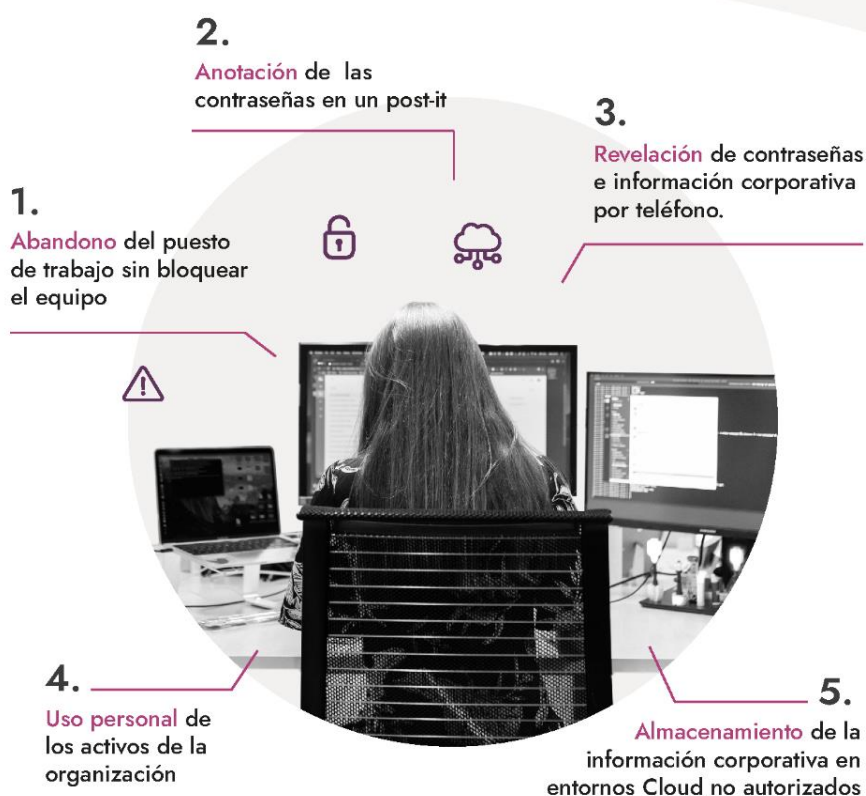 1.
Abandono del puesto
de trabajo sin bloquear
el equipo
2.
Anotación de las
contraseñas en un post-it
3.
Revelación de contraseñas
e información corporativa
por teléfono.
4.
Uso personal de
los activos de la
organización
5.
Almacenamiento de la
información corporativa en
entornos Cloud no autorizados